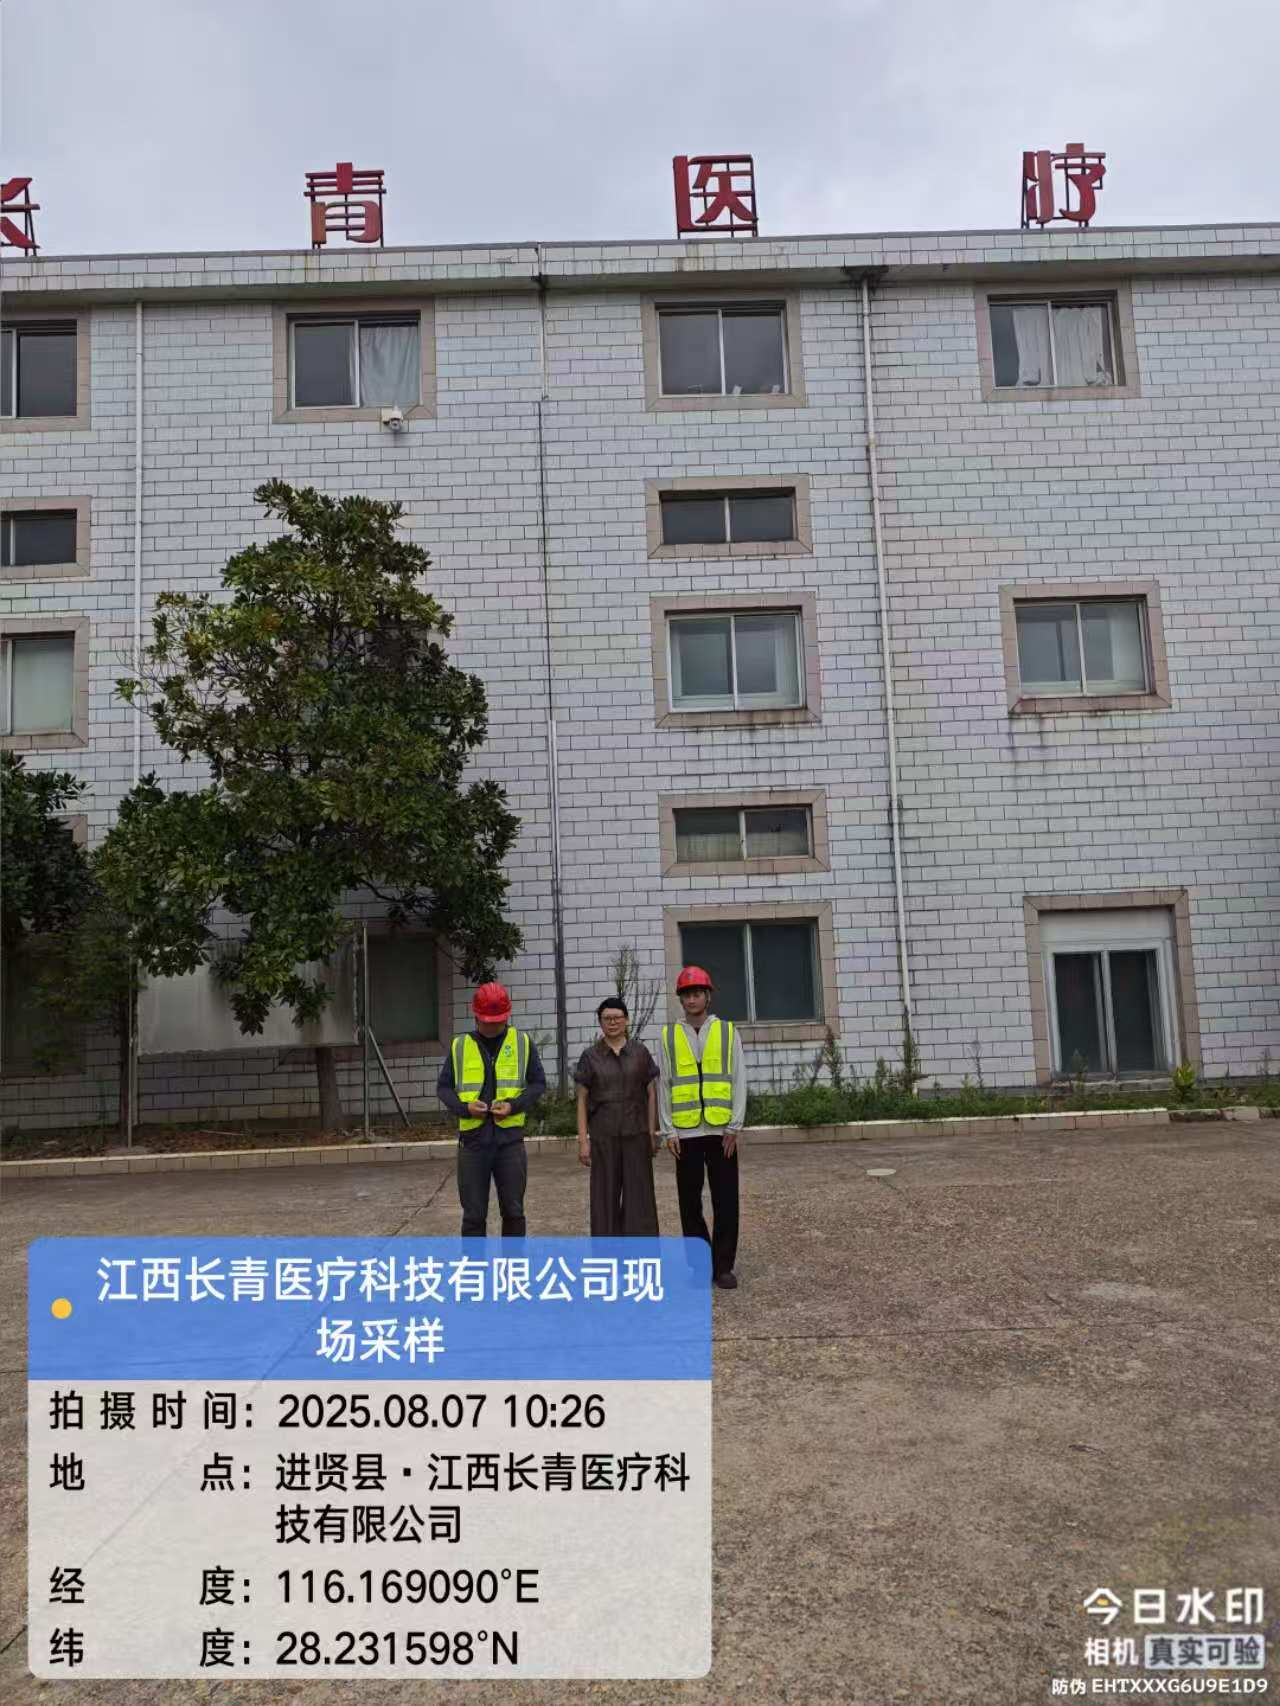 长青医疗
江西长青医疗科技有限公司现
场采样
拍摄时间：2025.08.07 10:26
地点：进贤县·江西长青医疗科
技有限公司
经度：116.169090°E
纬度：28.231598°N
今日水印
相机 真实可验
防伪 EHTXXXG6U9E1D9